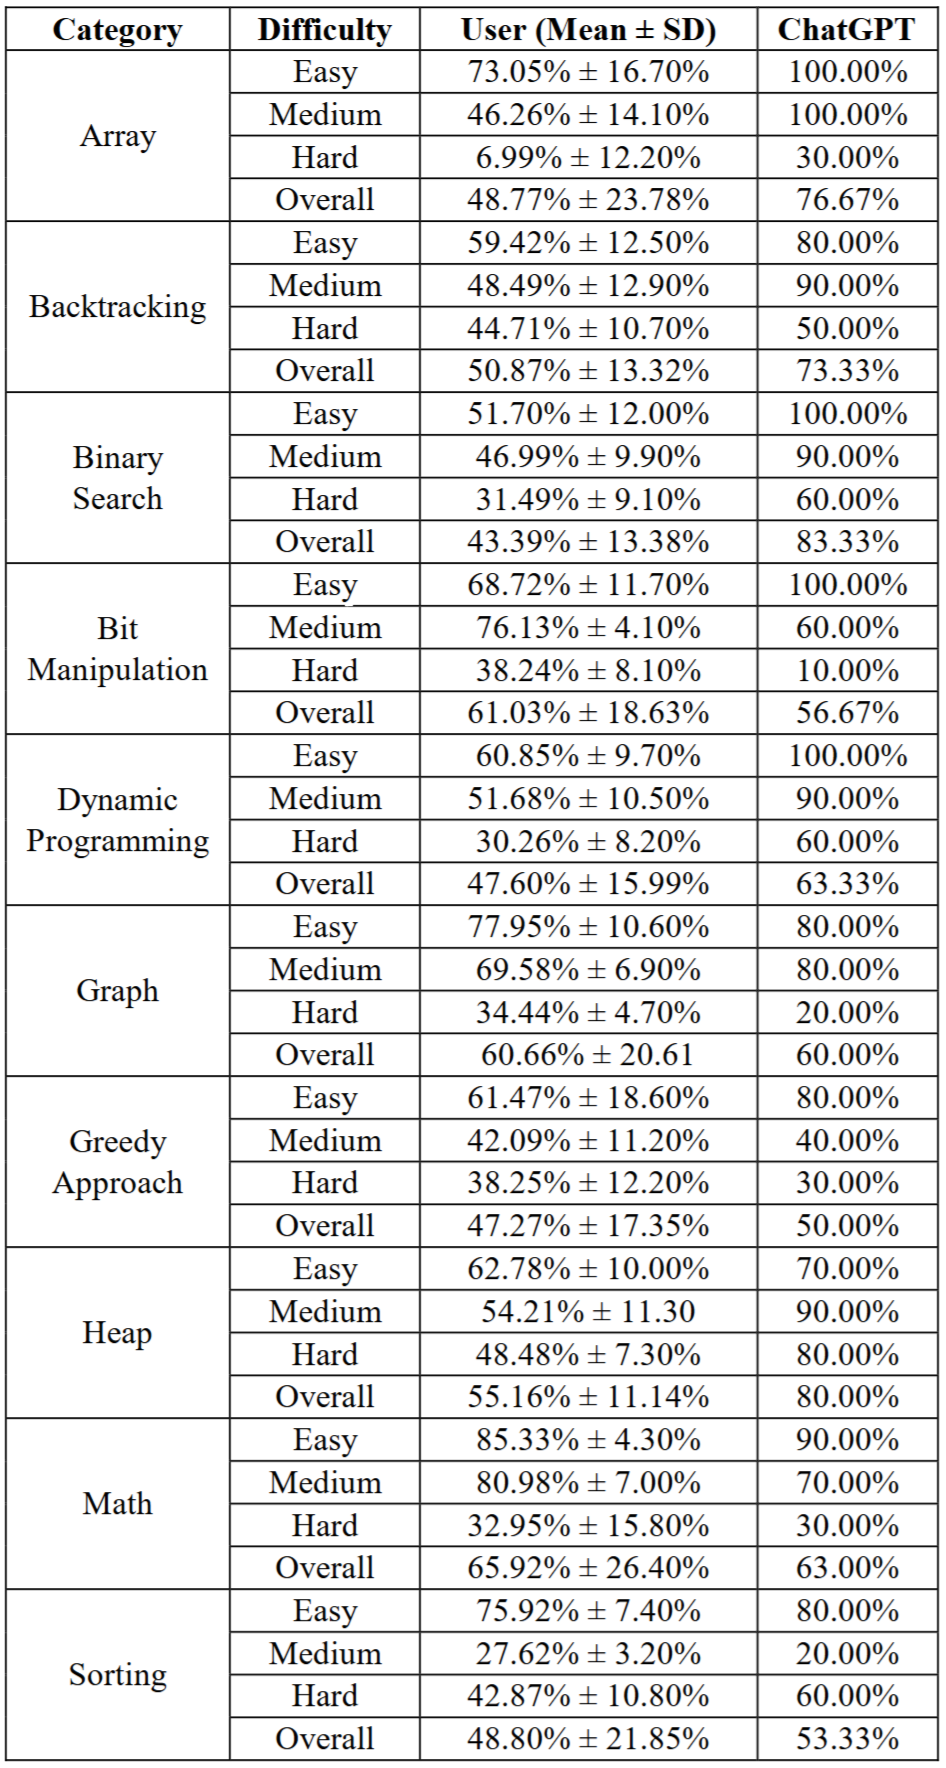 Category Difficulty User (Mean ± SD) ChatGPT
Array
Easy 73.05% ± 16.70% 100.00%
Medium 46.26% ± 14.10% 100.00%
Hard 6.99% ± 12.20% 30.00%
Overall 48.77% ± 23.78% 76.67%
Backtracking
Easy 59.42% ± 12.50% 80.00%
Medium 48.49% ± 12.90% 90.00%
Hard 44.71% ± 10.70% 50.00%
Overall 50.87% ± 13.32% 73.33%
Binary
Search
Easy 51.70% ± 12.00% 100.00%
Medium 46.99% ± 9.90% 90.00%
Hard 31.49% ± 9.10% 60.00%
Overall 43.39% ± 13.38% 83.33%
Bit
Manipulation
Easy 68.72% ± 11.70% 100.00%
Medium 76.13% ± 4.10% 60.00%
Hard 38.24% ± 8.10% 10.00%
Overall 61.03% ± 18.63% 56.67%
Dynamic
Programming
Easy 60.85% ± 9.70% 100.00%
Medium 51.68% ± 10.50% 90.00%
Hard 30.26% ± 8.20% 60.00%
Overall 47.60% ± 15.99% 63.33%
Graph
Easy 77.95% ± 10.60% 80.00%
Medium 69.58% ± 6.90% 80.00%
Hard 34.44% ± 4.70% 20.00%
Overall 60.66% ± 20.61 60.00%
Greedy
Approach
Easy 61.47% ± 18.60% 80.00%
Medium 42.09% ± 11.20% 40.00%
Hard 38.25% ± 12.20% 30.00%
Overall 47.27% ± 17.35% 50.00%
Heap
Easy 62.78% ± 10.00% 70.00%
Medium 54.21% ± 11.30 90.00%
Hard 48.48% ± 7.30% 80.00%
Overall 55.16% ± 11.14% 80.00%
Math
Easy 85.33% ± 4.30% 90.00%
Medium 80.98% ± 7.00% 70.00%
Hard 32.95% ± 15.80% 30.00%
Overall 65.92% ± 26.40% 63.00%
Sorting
Easy 75.92% ± 7.40% 80.00%
Medium 27.62% ± 3.20% 20.00%
Hard 42.87% ± 10.80% 60.00%
Overall 48.80% ± 21.85% 53.33%